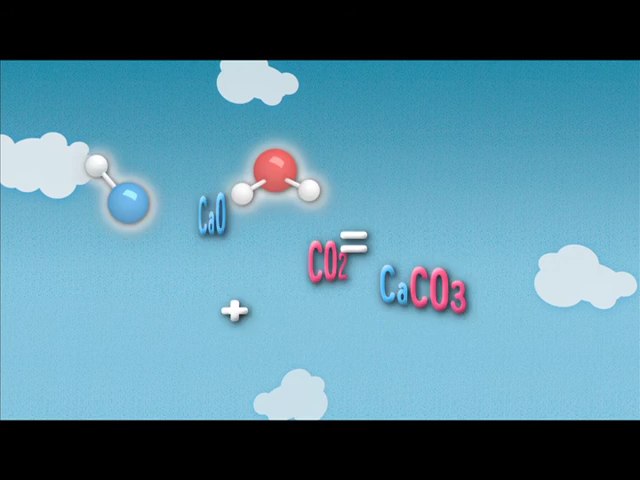 CaO
CO₂
=
CaCO₃
+